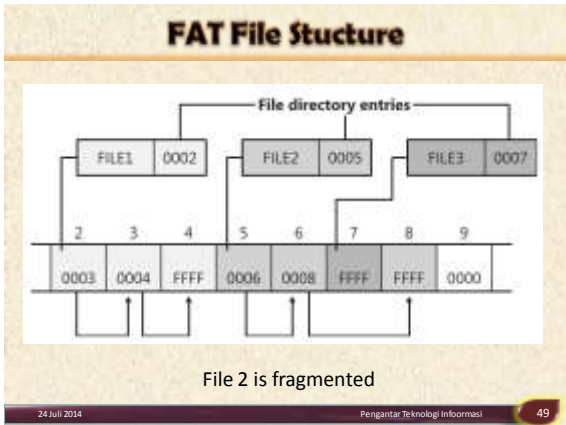 FAT File Stucture
File directory entries
FILE1 0002 FILE2 0005 FILE3 0007
2 3 4 5 6 7 8 9
0003 0004 FFFF 0006 0008 FFFF FFFF 0000
File 2 is fragmented
24 Juli 2014 Pengantar Teknologi Infoormasi 49